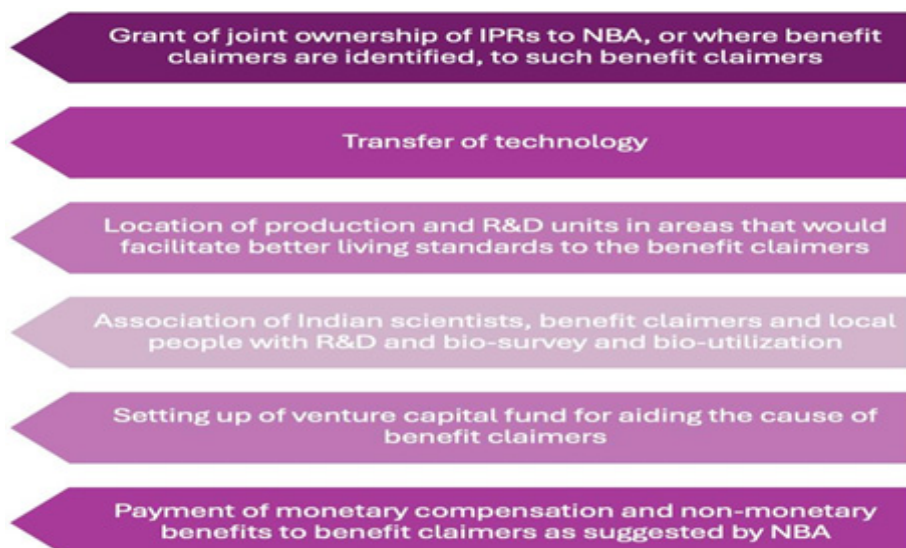 Grant of joint ownership of IPRs to NBA, or where benefit
claimers are identified, to such benefit claimers
Transfer of technology
Location of production and R&D units in areas that would
facilitate better living standards to the benefit claimers
Association of Indian scientists, benefit claimers and local
people with R&D and bio-survey and bio-utilization
Setting up of venture capital fund for aiding the cause of
benefit claimers
Payment of monetary compensation and non-monetary
benefits to benefit claimers as suggested by NBA